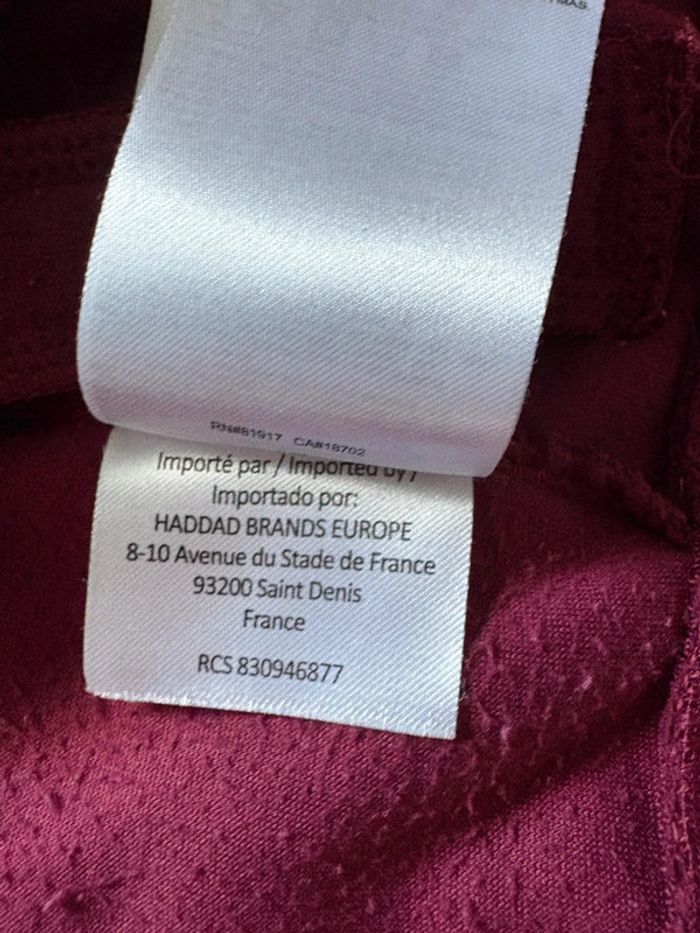 MAS
RN#81917 CA#18702
Importé par / Imported by /
Importado por:
HADDAD BRANDS EUROPE
8-10 Avenue du Stade de France
93200 Saint Denis
France
RCS 830946877